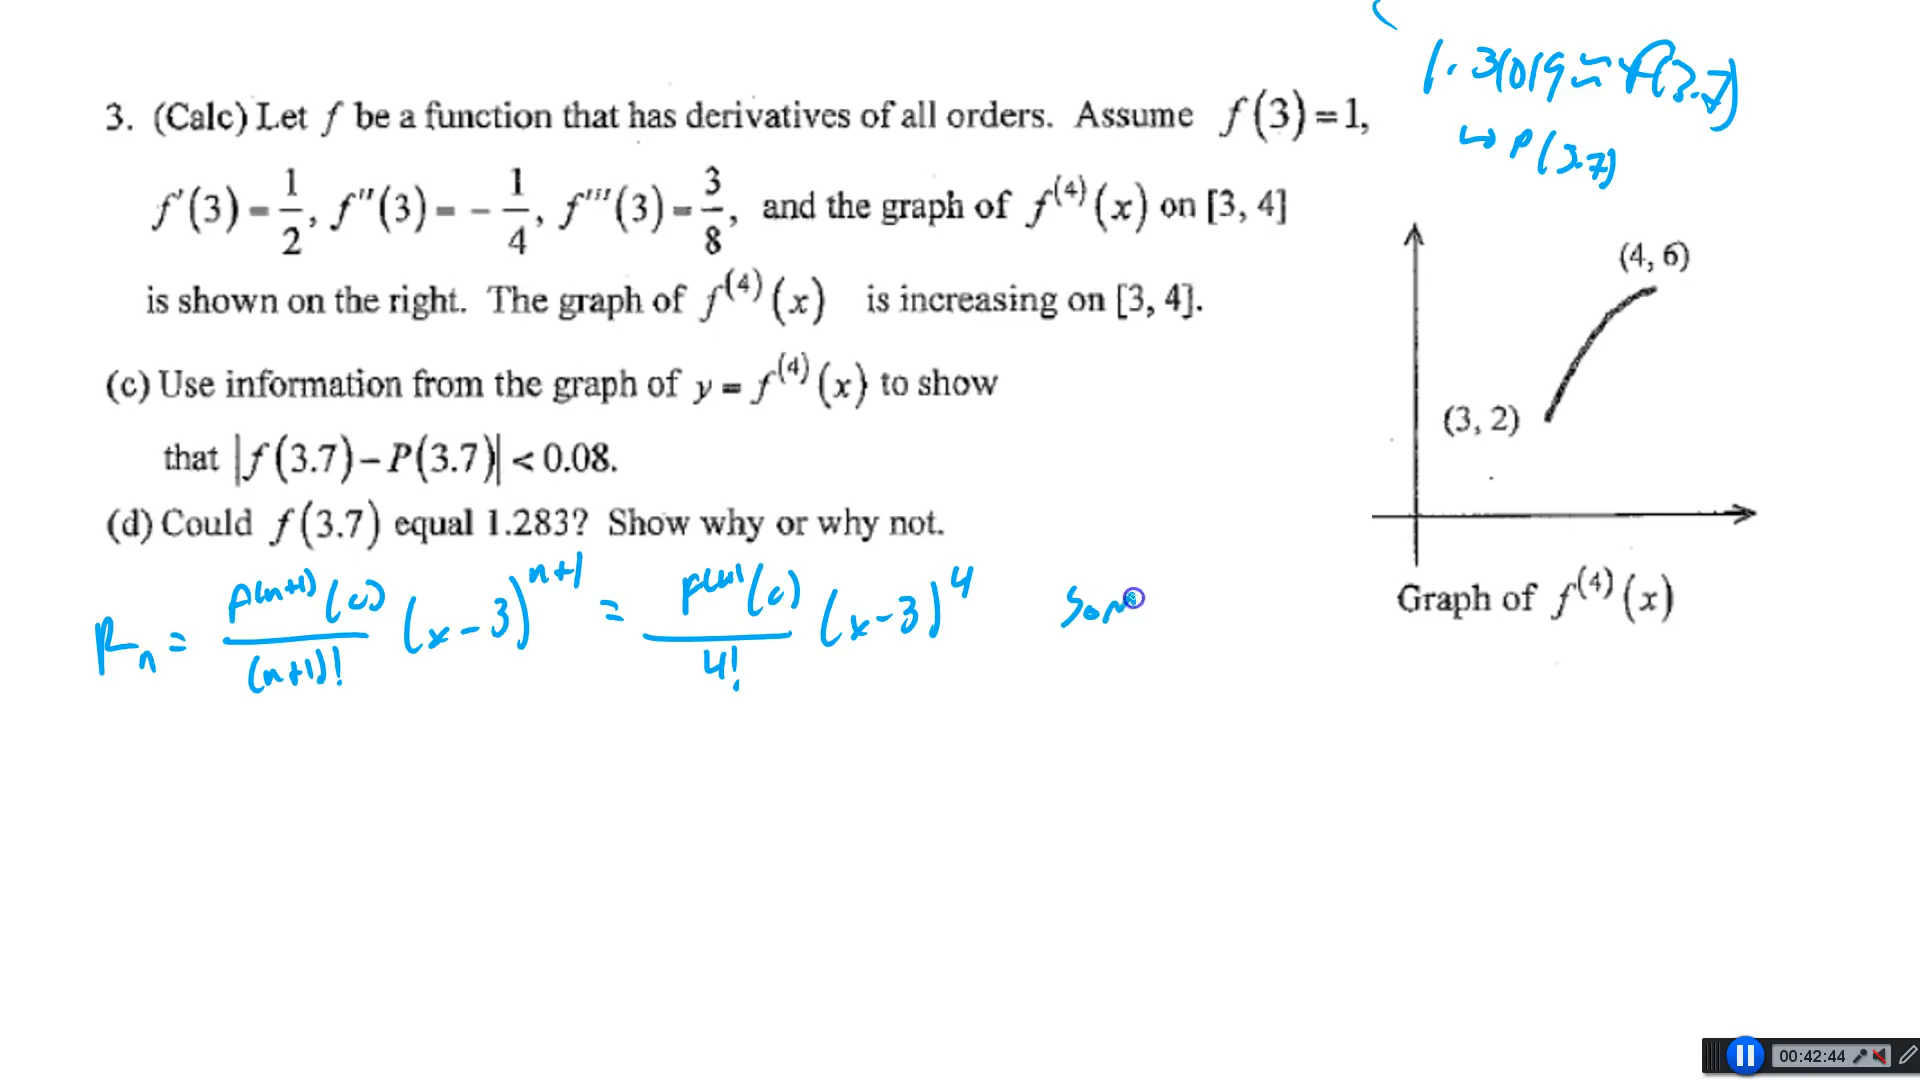 1.31019 ≈ f(3.7)
↳ P(3.7)
3. (Calc) Let f be a function that has derivatives of all orders. Assume f(3)=1,
f'(3)=1/2, f''(3)=-1/4, f'''(3)=3/8, and the graph of f^(4)(x) on [3, 4]
is shown on the right. The graph of f^(4)(x) is increasing on [3, 4].
(c) Use information from the graph of y=f^(4)(x) to show
that |f(3.7)-P(3.7)|<0.08.
(d) Could f(3.7) equal 1.283? Show why or why not.
(4, 6)
(3, 2)
Graph of f^(4)(x)
R_n = f^(n+1)(c)/(n+1)! (x-3)^n+1 = f^(4)(c)/4! (x-3)^4 Som
00:42:44